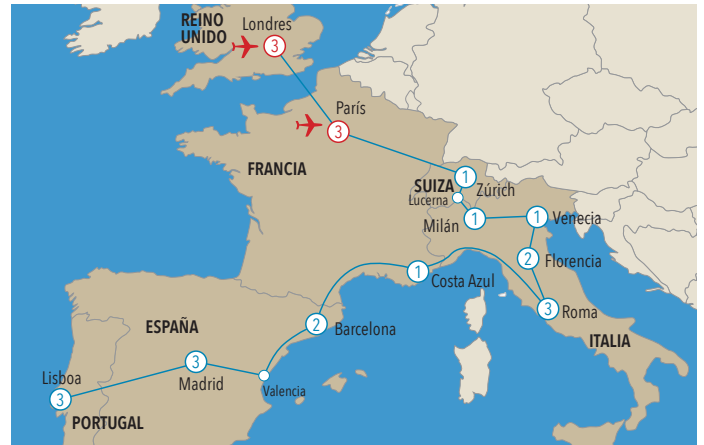 REINO
UNIDO
Londres
3
París
3
FRANCIA
1
SUIZA
Zúrich
Lucerna
Milán
1
1
Venecia
2
Florencia
1
Costa Azul
3
Roma
ITALIA
2
Barcelona
ESPAÑA
3
Madrid
Valencia
Lisboa
3
PORTUGAL